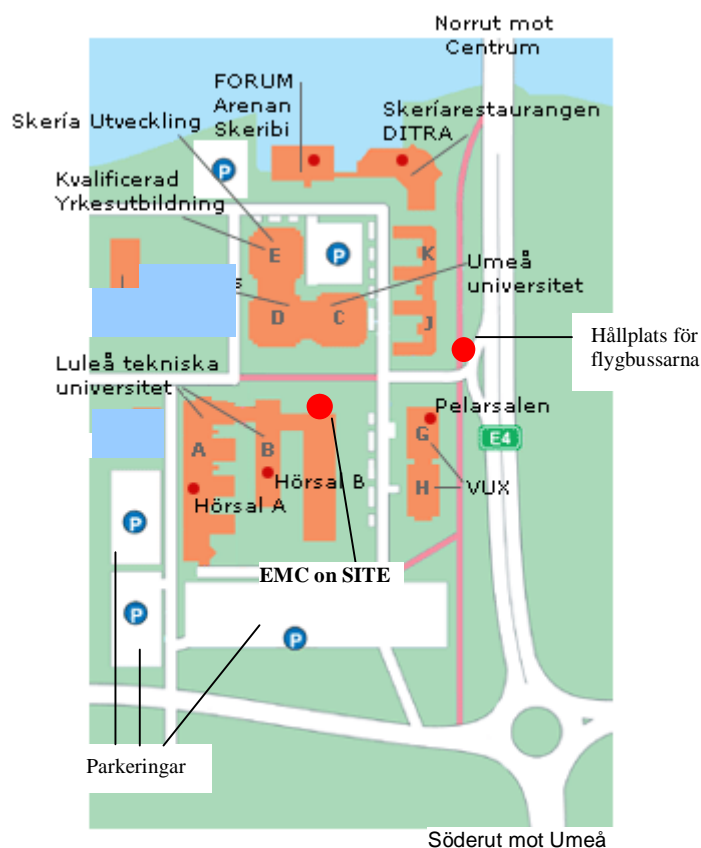 Norrut mot
Centrum
FORUM
Arenan
Skeribi
Skeríarestaurangen
DITRA
Skería Utveckling
P
Kvalificerad
Yrkesutbildning
E
P
K
Umeå
universitet
s
D
C
J
Hållplats för
flygbussarna
Luleå tekniska
universitet
Pelarsalen
A
B
G
E4
Hörsal B
H
VUX
Hörsal A
P
EMC on SITE
P
P
Parkeringar
Söderut mot Umeå